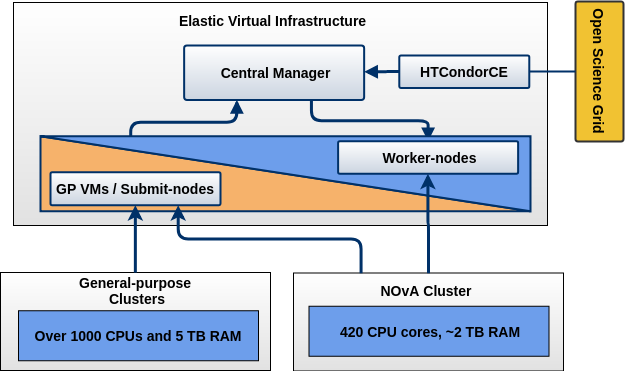 Elastic Virtual Infrastructure
Central Manager
HTCondorCE
Open Science Grid
Worker-nodes
GP VMs / Submit-nodes
General-purpose
Clusters
Over 1000 CPUs and 5 TB RAM
NOvA Cluster
420 CPU cores, ~2 TB RAM